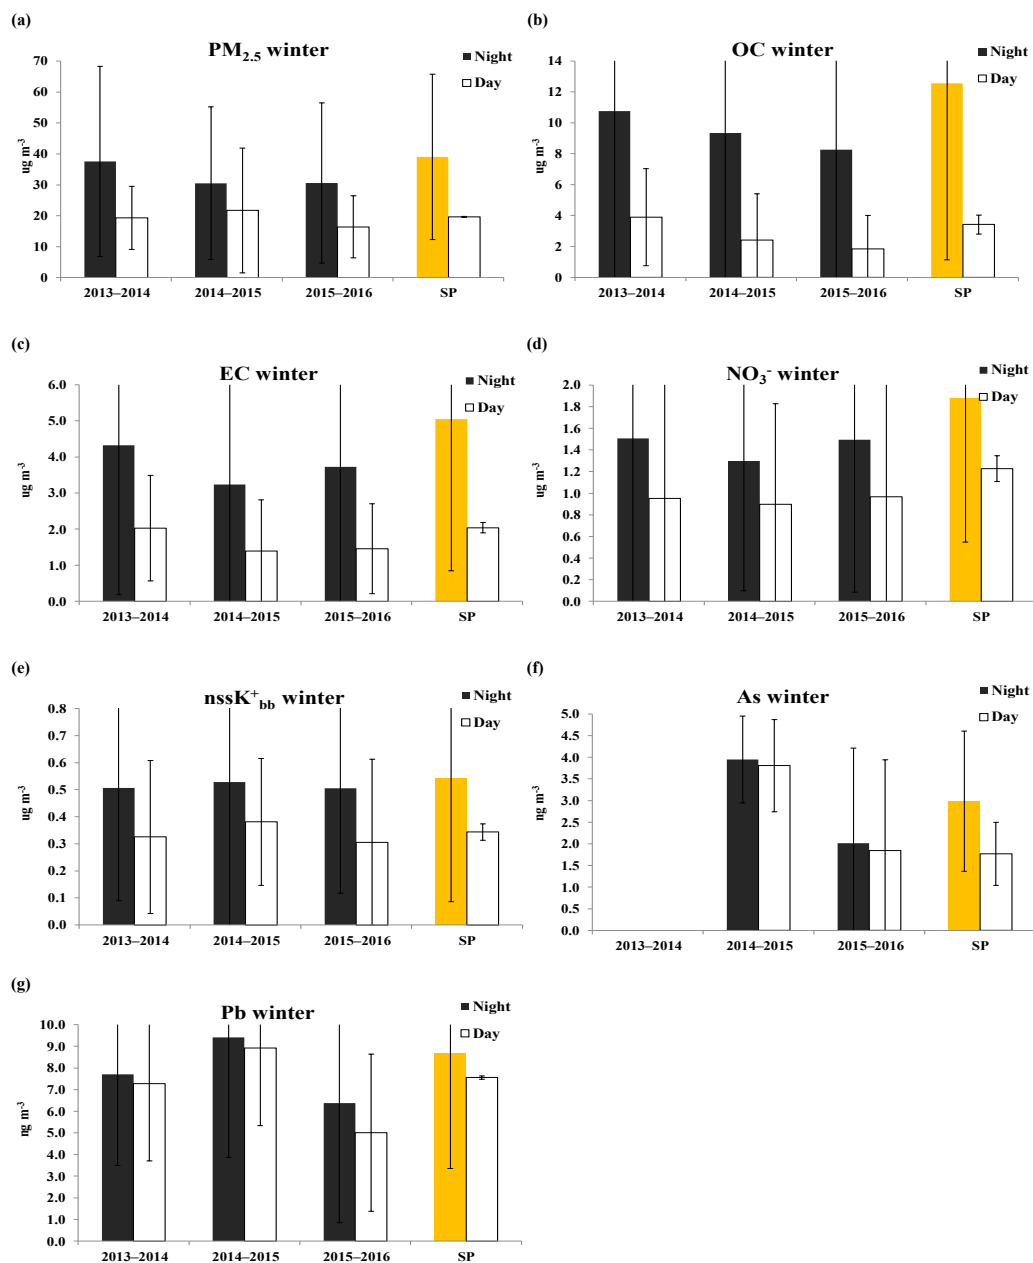 (a)
PM2.5 winter
Night
Day
ug m-3
70
60
50
40
30
20
10
0
2013–2014
2014–2015
2015–2016
SP
(b)
OC winter
Night
Day
ug m-3
14
12
10
8
6
4
2
0
2013–2014
2014–2015
2015–2016
SP
(c)
EC winter
Night
Day
ug m-3
6.0
5.0
4.0
3.0
2.0
1.0
0.0
2013–2014
2014–2015
2015–2016
SP
(d)
NO3- winter
Night
Day
ug m-3
2.0
1.8
1.6
1.4
1.2
1.0
0.8
0.6
0.4
0.2
0.0
2013–2014
2014–2015
2015–2016
SP
(e)
nssK+bb winter
Night
Day
ug m-3
0.8
0.7
0.6
0.5
0.4
0.3
0.2
0.1
0.0
2013–2014
2014–2015
2015–2016
SP
(f)
As winter
Night
Day
ng m-3
5.0
4.5
4.0
3.5
3.0
2.5
2.0
1.5
1.0
0.5
0.0
2013–2014
2014–2015
2015–2016
SP
(g)
Pb winter
Night
Day
ng m-3
10.0
9.0
8.0
7.0
6.0
5.0
4.0
3.0
2.0
1.0
0.0
2013–2014
2014–2015
2015–2016
SP